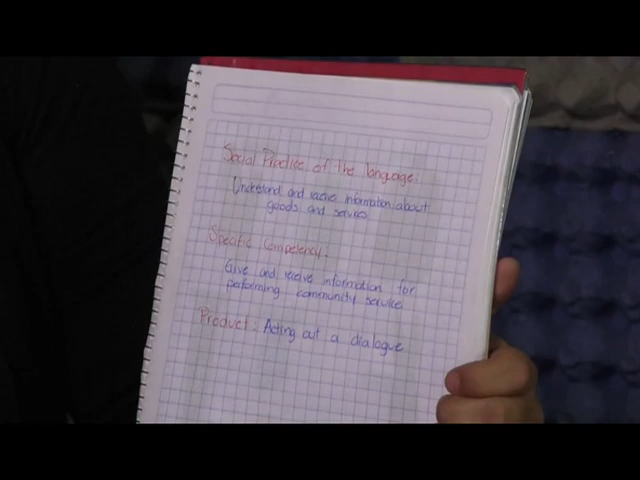 Social Practice of the language.
Understand and receive information about
goods and services
Specific Competency:
Give and receive information for
performing community service
Product: Acting out a dialogue